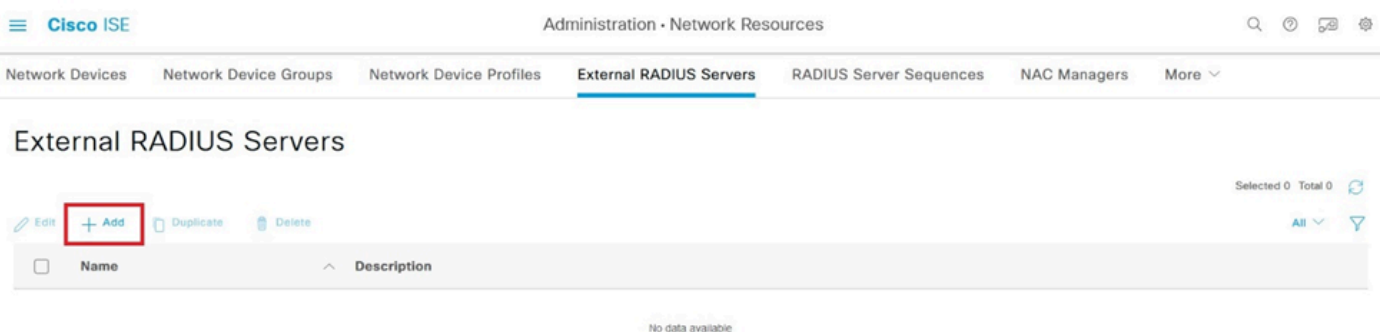 Cisco ISE Administration · Network Resources
Network Devices Network Device Groups Network Device Profiles External RADIUS Servers RADIUS Server Sequences NAC Managers More
External RADIUS Servers
Selected 0 Total 0
Edit + Add Duplicate Delete All
Name Description
No data available